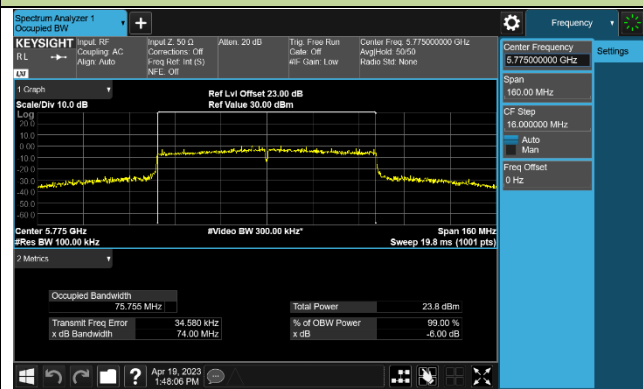 Spectrum Analyzer 1
Occupied BW
Frequency
KEYSIGHT
RL
LXI
Input: RF
Coupling: AC
Align: Auto
Input Z: 50 Ω
Corrections: Off
Freq Ref: Int (S)
NFE: Off
Atten: 20 dB
Trig: Free Run
Gate: Off
#IF Gain: Low
Center Freq: 5.775000000 GHz
Avg|Hold: 50/50
Radio Std: None
Center Frequency
5.775000000 GHz
Settings
Span
160.00 MHz
CF Step
16.000000 MHz
Auto
Man
Freq Offset
0 Hz
1 Graph
Scale/Div 10.0 dB
Ref Lvl Offset 23.00 dB
Ref Value 30.00 dBm
Log
20.0
10.0
0.00
-10.0
-20.0
-30.0
-40.0
-50.0
-60.0
Center 5.775 GHz
#Res BW 100.00 kHz
#Video BW 300.00 kHz*
Span 160 MHz
Sweep 19.8 ms (1001 pts)
2 Metrics
Occupied Bandwidth
75.755 MHz
Total Power 23.8 dBm
Transmit Freq Error 34.580 kHz
% of OBW Power 99.00 %
x dB Bandwidth 74.00 MHz
x dB -6.00 dB
?
Apr 19, 2023
1:48:06 PM